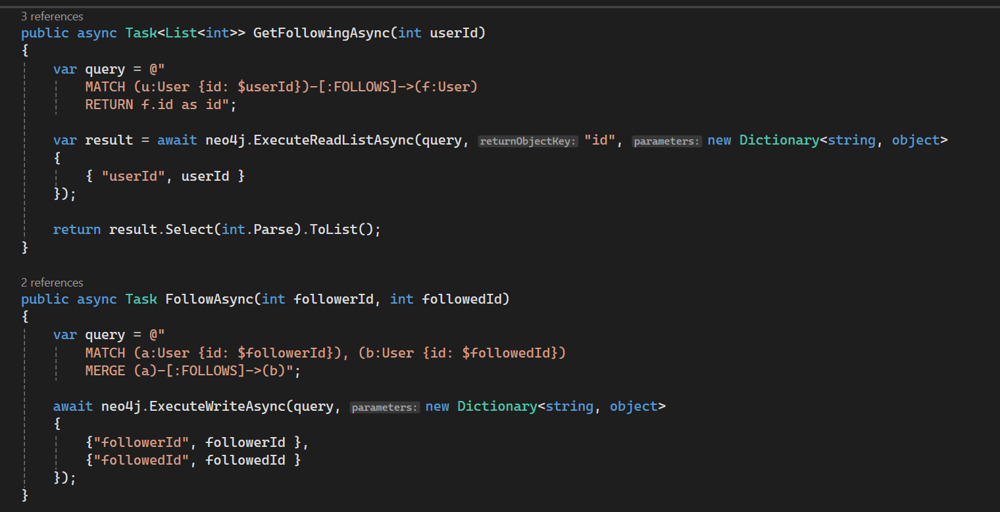 3 references
public async Task<List<int>> GetFollowingAsync(int userId)
{
var query = @"
MATCH (u:User {id: $userId})-[:FOLLOWS]->(f:User)
RETURN f.id as id";
var result = await neo4j.ExecuteReadListAsync(query, returnObjectKey: "id", parameters: new Dictionary<string, object>
{
{ "userId", userId }
});
return result.Select(int.Parse).ToList();
}
2 references
public async Task FollowAsync(int followerId, int followedId)
{
var query = @"
MATCH (a:User {id: $followerId}), (b:User {id: $followedId})
MERGE (a)-[:FOLLOWS]->(b)";
await neo4j.ExecuteWriteAsync(query, parameters: new Dictionary<string, object>
{
{"followerId", followerId },
{"followedId", followedId }
});
}